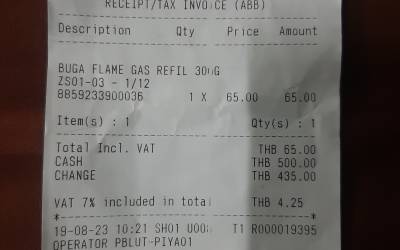 RECEIPT/TAX INVOICE (ABB)
Description Qty Price Amount
BUGA FLAME GAS REFIL 300G
ZS01-03 - 1/12
8859233900036 1 X 65.00 65.00
Item(s) : 1 Qty(s) : 1
Total Incl. VAT THB 65.00
CASH THB 500.00
CHANGE THB 435.00
VAT 7% included in total THB 4.25
19-08-23 10:21 SH01 T1 R000019395
OPERATOR PBLUT-PIYA01